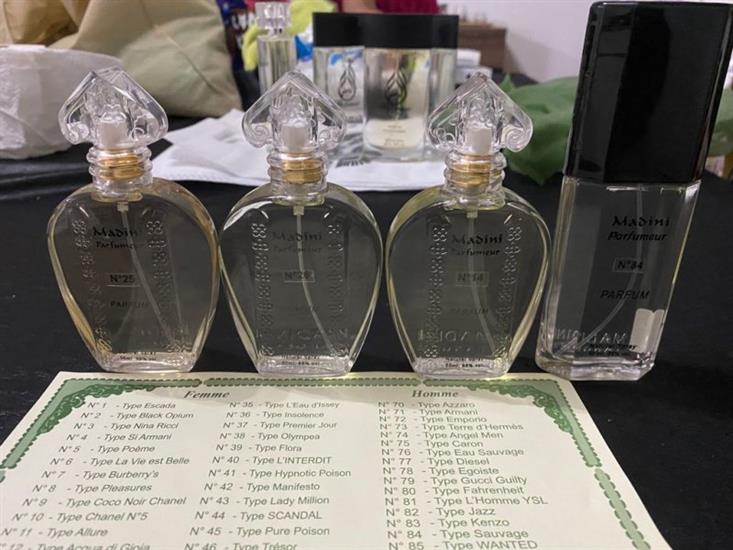 Madini
Parfumeur
N°25
PARFUM
Madini
Parfumeur
N°26
Madini
Parfumeur
N°14
Madini
Parfumeur
N°84
PARFUM
MADINI
Femme
N° 1 - Type Escada
N° 2 - Type Black Opium
N° 3 - Type Nina Ricci
N° 4 - Type Si Armani
N° 5 - Type Poème
N° 6 - Type La Vie est Belle
N° 7 - Type Burberry's
N° 8 - Type Pleasures
N° 9 - Type Coco Noir Chanel
N° 10 - Type Chanel N°5
N° 11 - Type Allure
N° 12 - Type Acqua di Gioia
N° 35 - Type L'Eau d'Issey
N° 36 - Type Insolence
N° 37 - Type Premier Jour
N° 38 - Type Olympea
N° 39 - Type Flora
N° 40 - Type L'INTERDIT
N° 41 - Type Hypnotic Poison
N° 42 - Type Manifesto
N° 43 - Type Lady Million
N° 44 - Type SCANDAL
N° 45 - Type Pure Poison
N° 46 - Type Trésor
Homme
N° 70 - Type Azzaro
N° 71 - Type Armani
N° 72 - Type Emporio
N° 73 - Type Terre d'Hermés
N° 74 - Type Angel Men
N° 75 - Type Caron
N° 76 - Type Eau Sauvage
N° 77 - Type Diesel
N° 78 - Type Egoiste
N° 79 - Type Gucci Guilty
N° 80 - Type Fahrenheit
N° 81 - Type L'Homme YSL
N° 82 - Type Jazz
N° 83 - Type Kenzo
N° 84 - Type Sauvage
N° 85 - Type WANTED